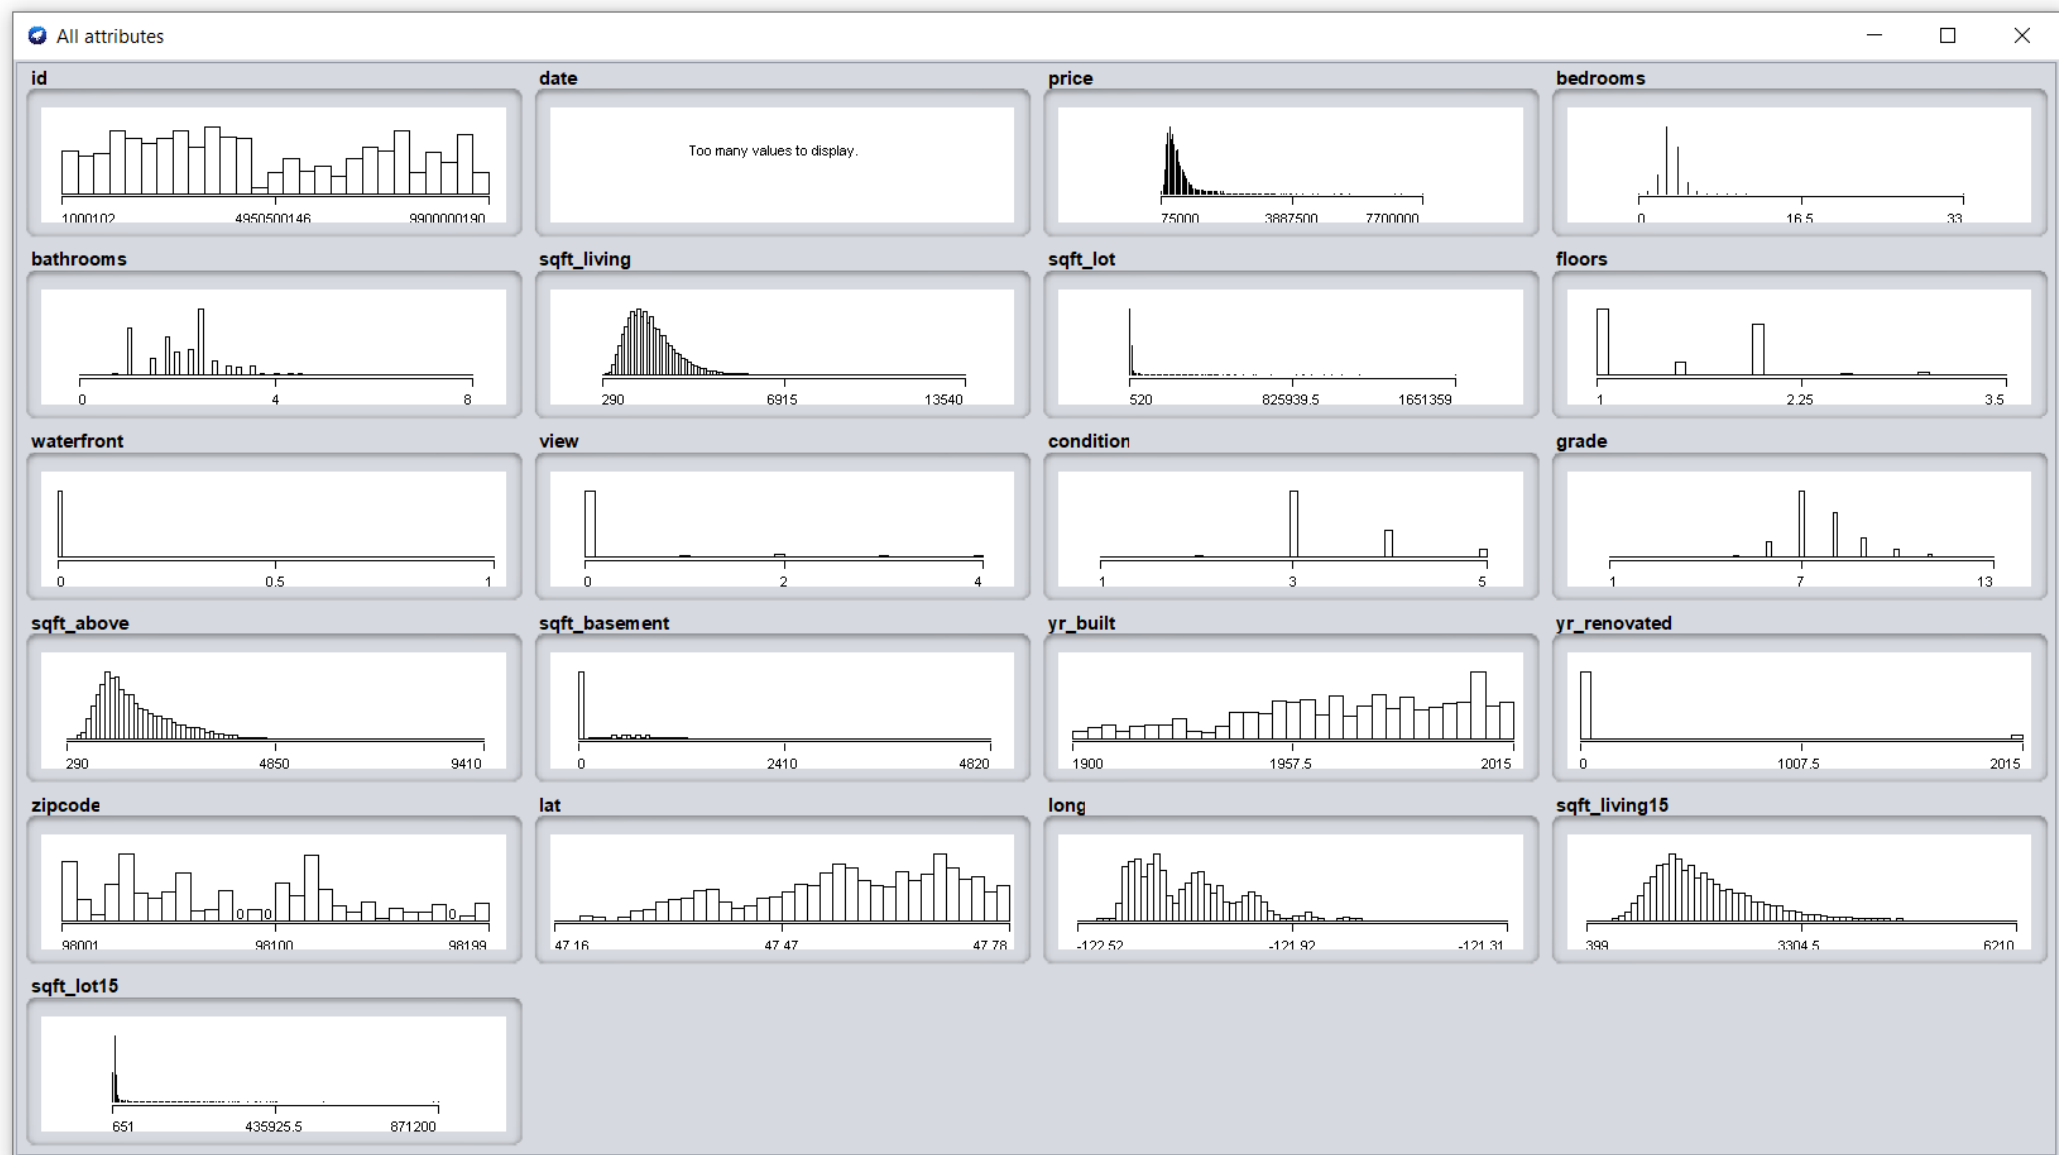 All attributes
id date price bedrooms
Too many values to display.
1000102 4950500146 9900000190 75000 3887500 7700000 0 16.5 33
bathrooms sqft_living sqft_lot floors
0 4 8 290 6915 13540 520 825939.5 1651359 1 2.25 3.5
waterfront view condition grade
0 0.5 1 0 2 4 1 3 5 1 7 13
sqft_above sqft_basement yr_built yr_renovated
290 4850 9410 0 2410 4820 1900 1957.5 2015 0 1007.5 2015
zipcode lat long sqft_living15
0 0 0
98001 98100 98199 47.16 47.47 47.78 -122.52 -121.92 -121.31 399 3304.5 6210
sqft_lot15
651 435925.5 871200